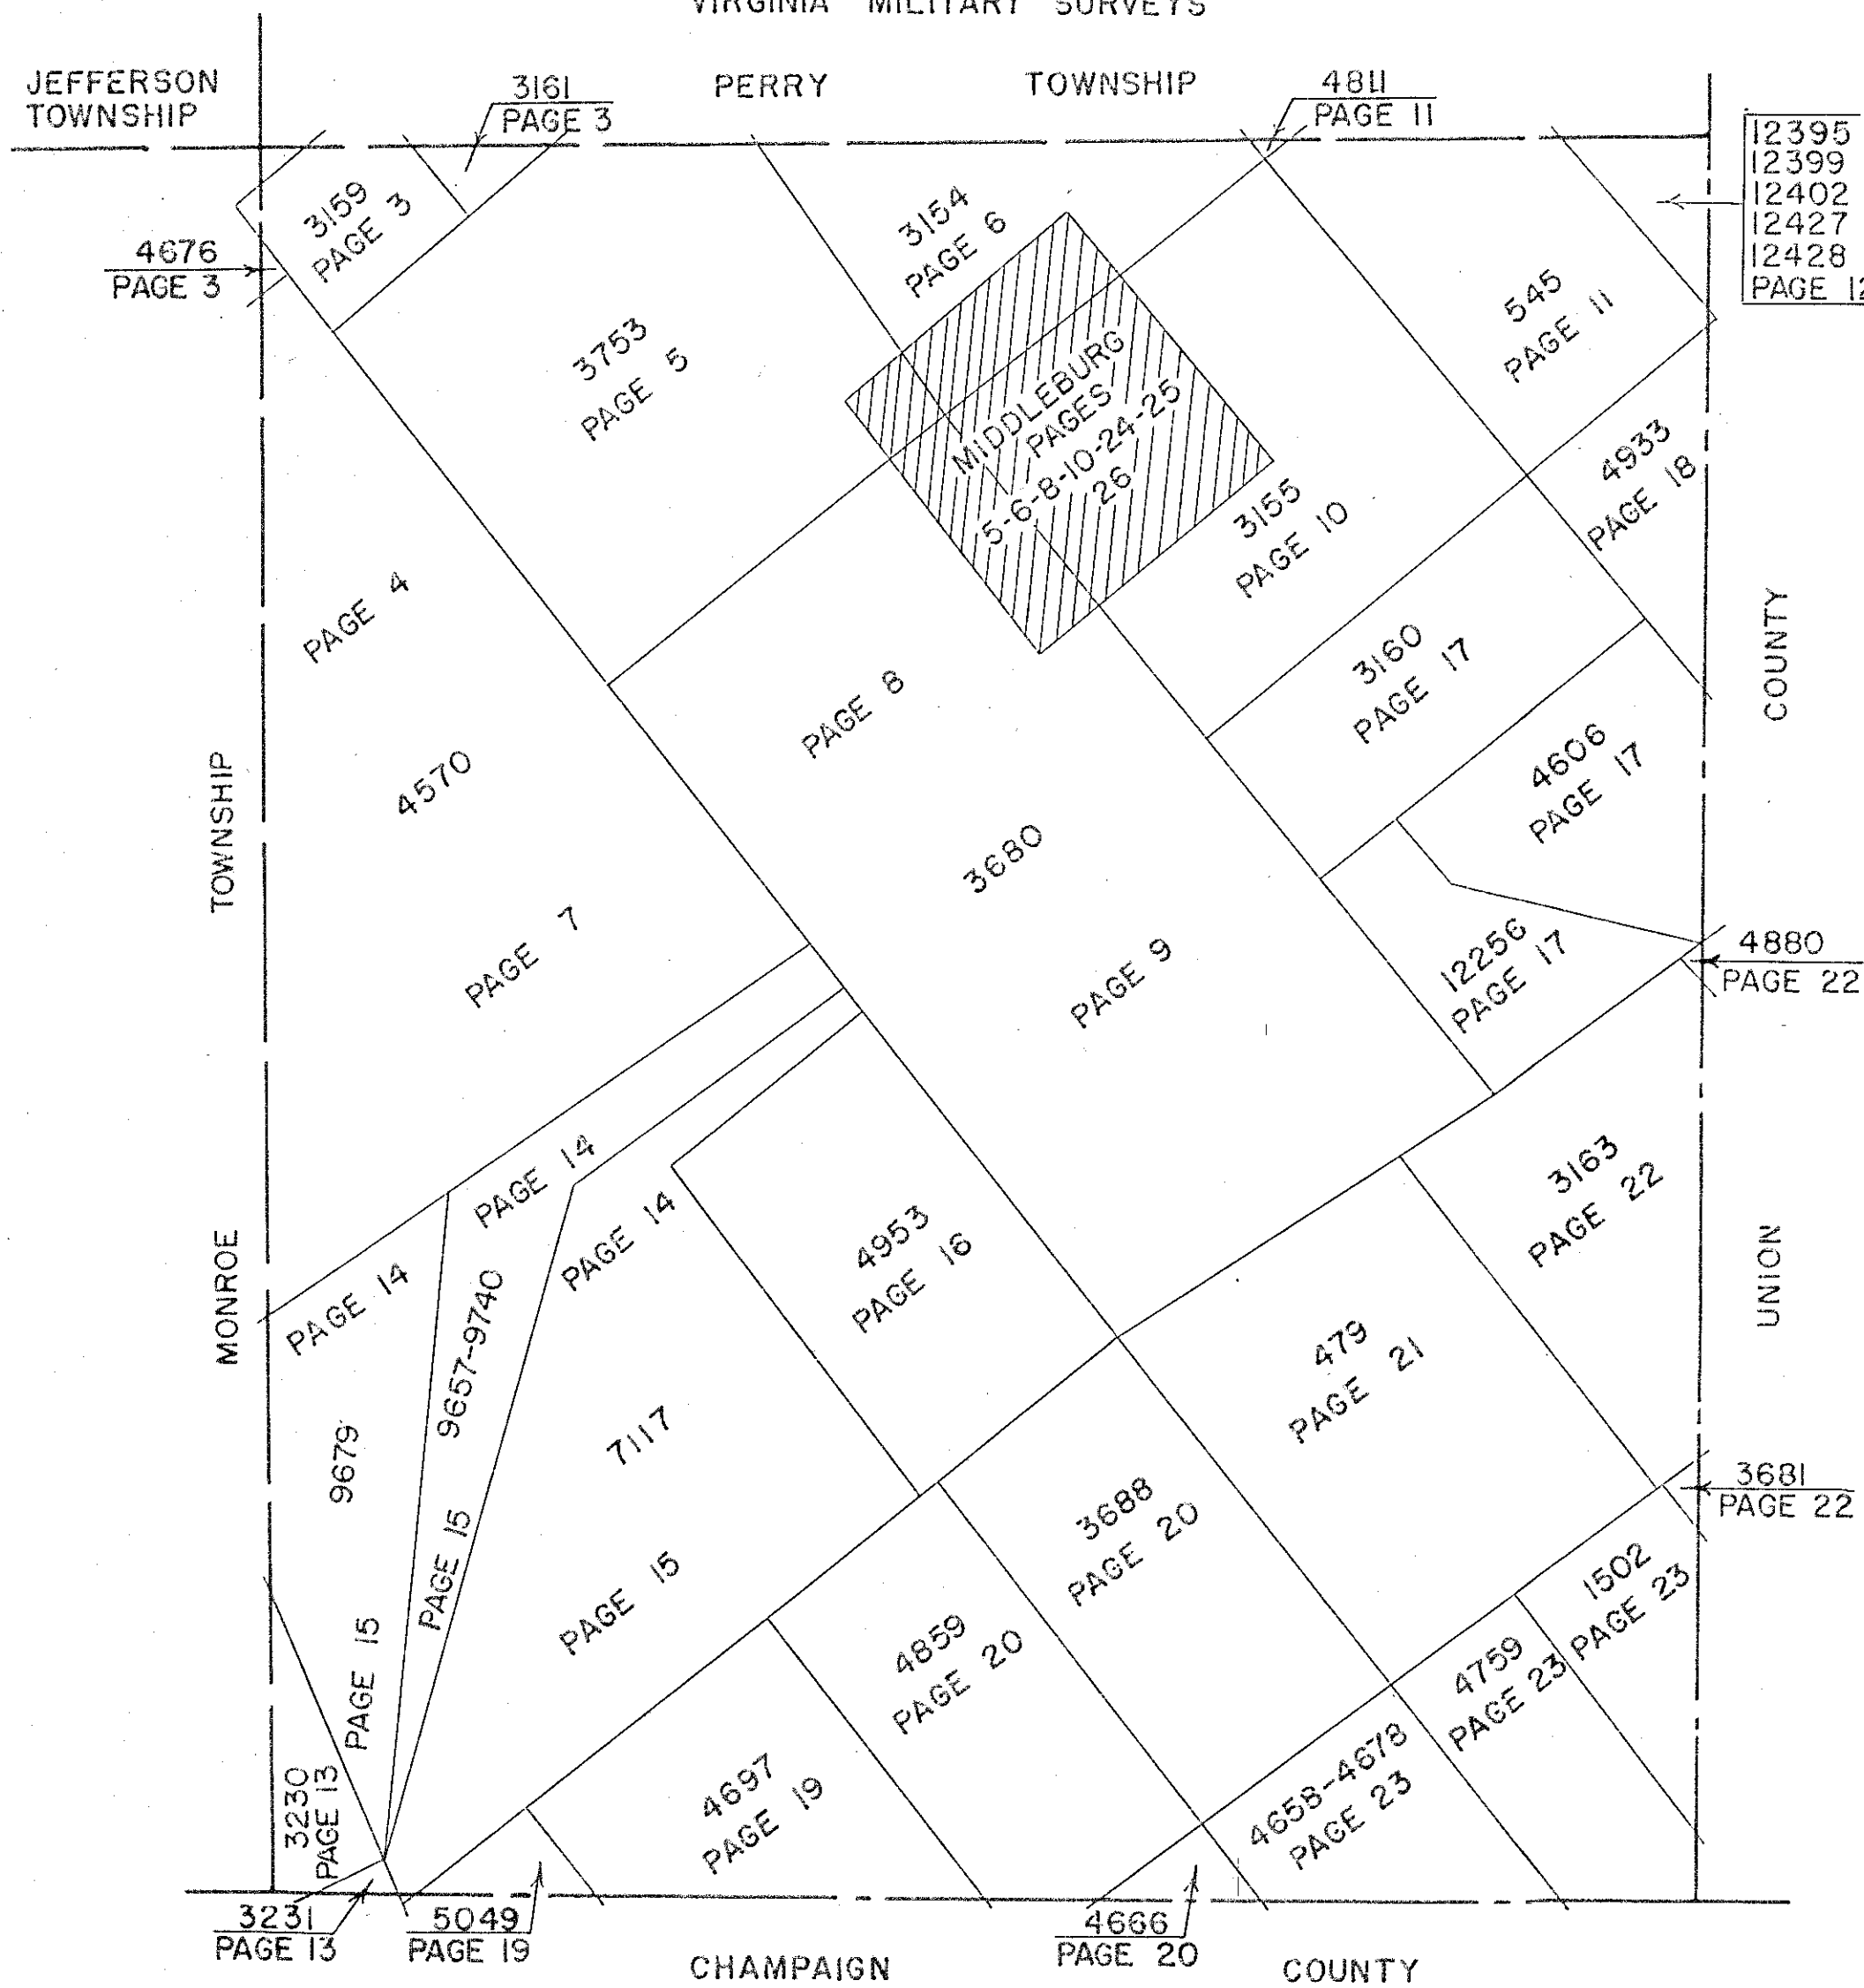 VIRGINIA MILITARY SURVEYS
JEFFERSON
TOWNSHIP
3161
PAGE 3
PERRY TOWNSHIP
4811
PAGE 11
12395
12399
12402
12427
12428
PAGE 12
3159
PAGE 3
4676
PAGE 3
3154
PAGE 6
545
PAGE 11
3753
PAGE 5
MIDDLEBURG
PAGES
5-6-8-10-24-25
26
4933
PAGE 18
3155
PAGE 10
PAGE 4
3160
PAGE 17
COUNTY
PAGE 8
4570
4606
PAGE 17
TOWNSHIP
3680
PAGE 7
PAGE 9
12256
PAGE 17
4880
PAGE 22
PAGE 14
PAGE 14
3163
PAGE 22
MONROE
PAGE 14
9657-9740
4953
PAGE 16
UNION
479
PAGE 21
9679
7117
3681
PAGE 22
PAGE 15
3688
PAGE 20
PAGE 15
PAGE 15
1502
PAGE 23
4859
PAGE 20
4759
PAGE 23
3230
PAGE 13
4697
PAGE 19
4658-4678
PAGE 23
3231
PAGE 13
5049
PAGE 19
4666
PAGE 20
CHAMPAIGN COUNTY